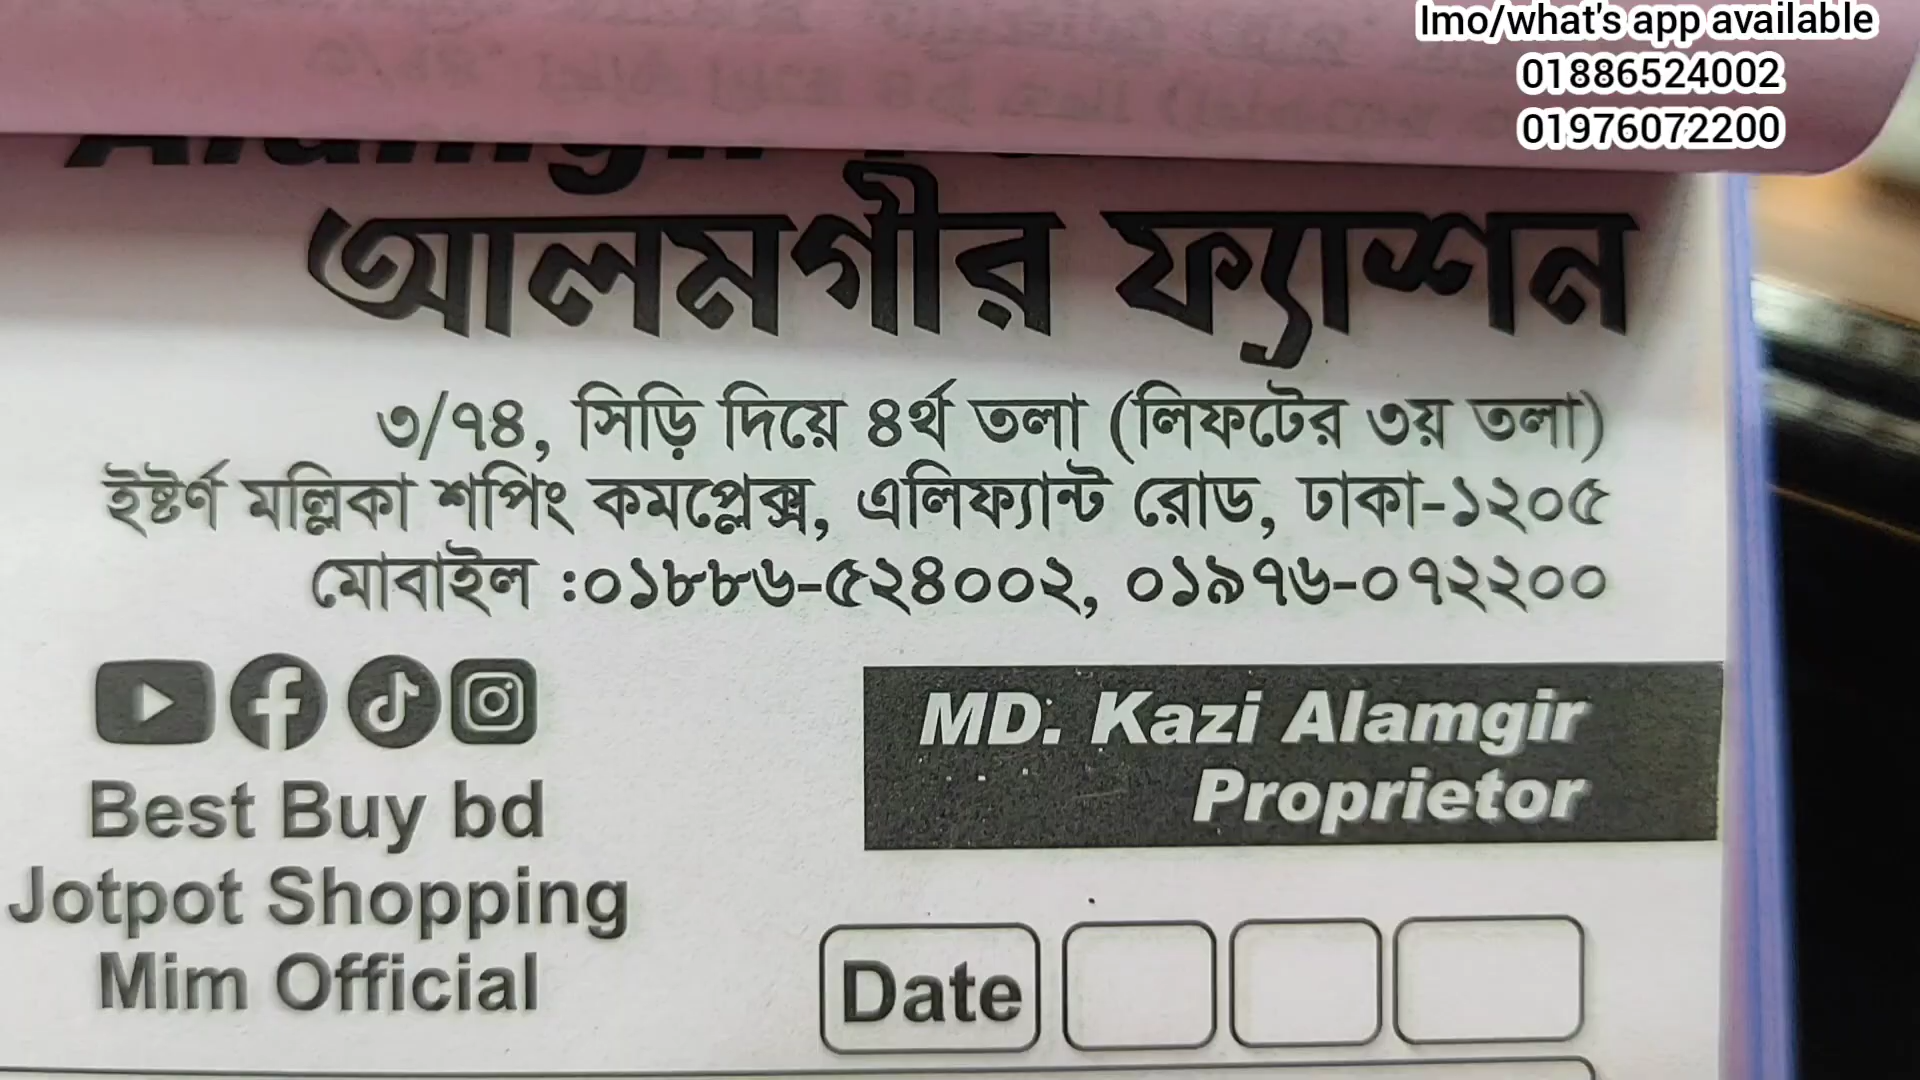 Imo/what's app available
01886524002
01976072200
Alamgir
আলমগীর ফ্যাশন
৩/৭৪, সিড়ি দিয়ে ৪র্থ তলা (লিফটের ৩য় তলা)
ইষ্টর্ণ মল্লিকা শপিং কমপ্লেক্স, এলিফ্যান্ট রোড, ঢাকা-১২০৫
মোবাইল :০১৮৮৬-৫২৪০০২, ০১৯৭৬-০৭২২০০
MD. Kazi Alamgir
Proprietor
Best Buy bd
Jotpot Shopping
Mim Official
Date